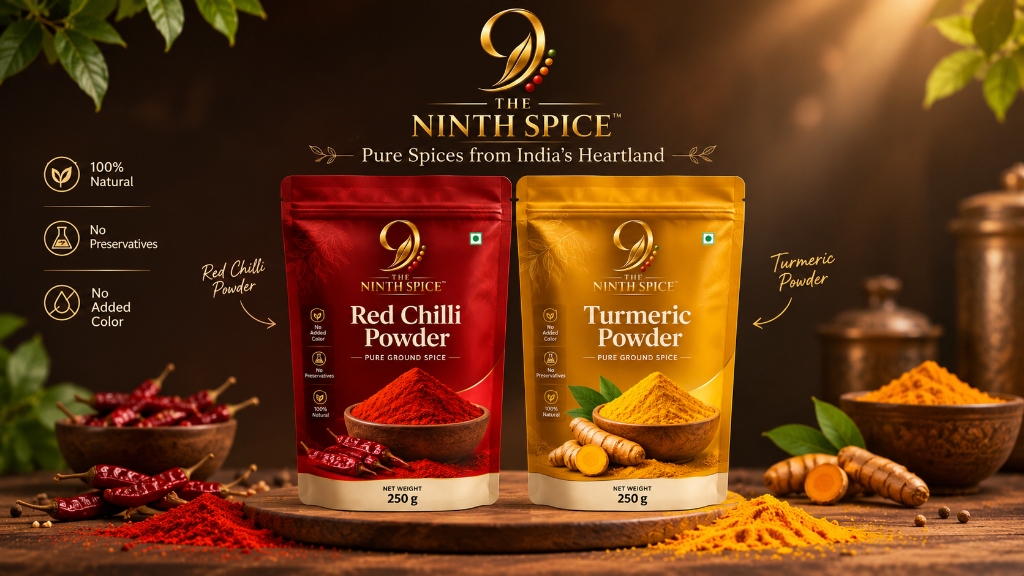 THE
NINTH SPICE™
Pure Spices from India's Heartland
100%
Natural
No
Preservatives
No
Added
Color
Red Chilli
Powder
Turmeric
Powder
THE
NINTH SPICE™
Red Chilli
Powder
PURE GROUND SPICE
No
Added
Color
No
Preservatives
100%
Natural
NET WEIGHT
250 g
THE
NINTH SPICE™
Turmeric
Powder
PURE GROUND SPICE
No
Added
Color
No
Preservatives
100%
Natural
NET WEIGHT
250 g